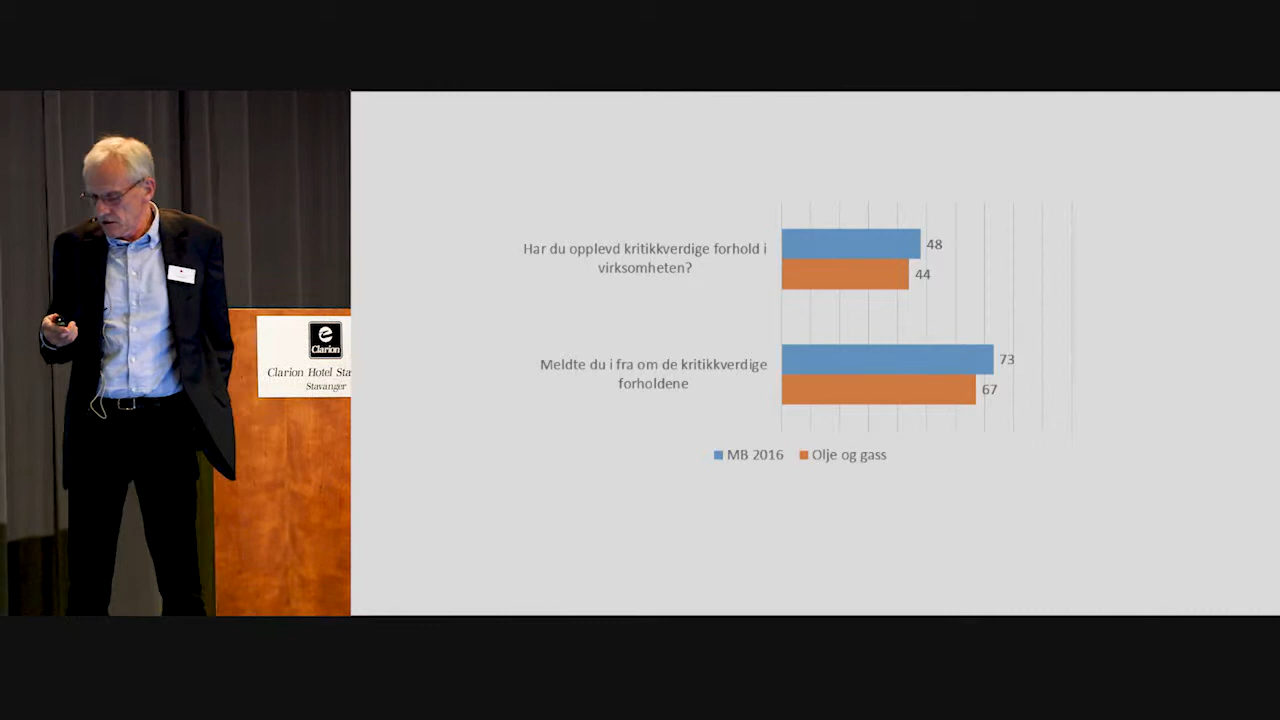 Clarion
Clarion Hotel Sta
Stavanger
Har du opplevd kritikkverdige forhold i
virksomheten?
48
44
Meldte du i fra om de kritikkverdige
forholdene
73
67
MB 2016
Olje og gass